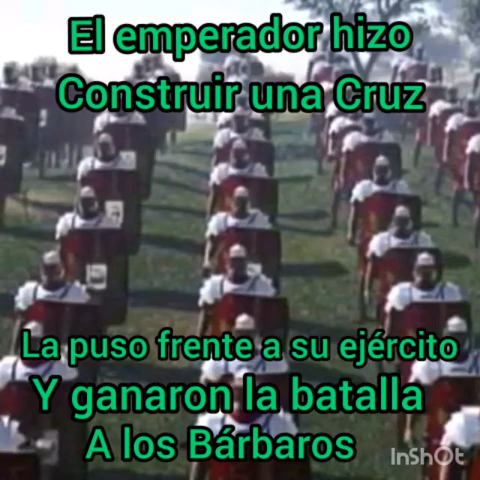 El emperador hizo
Construir una Cruz
La puso frente a su ejército
Y ganaron la batalla
A los Bárbaros
InShOt